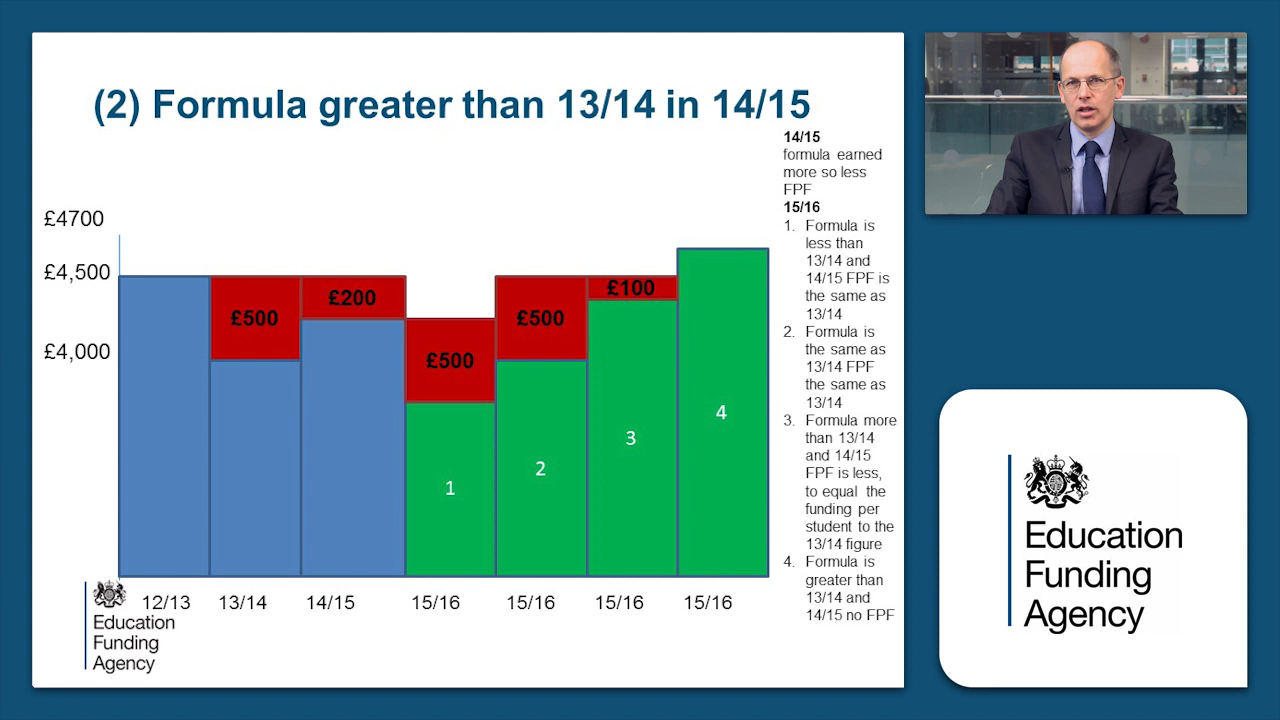 (2) Formula greater than 13/14 in 14/15
14/15
formula earned
more so less
FPF
15/16
1. Formula is
less than
13/14 and
14/15 FPF is
the same as
13/14
2. Formula is
the same as
13/14 FPF
the same as
13/14
3. Formula more
than 13/14
and 14/15
FPF is less,
to equal the
funding per
student to the
13/14 figure
4. Formula is
greater than
13/14 and
14/15 no FPF
£4700
£4,500
£4,000
£500
£200
£500
£500
£100
1
2
3
4
12/13 13/14 14/15 15/16 15/16 15/16 15/16
Education
Funding
Agency
Education
Funding
Agency